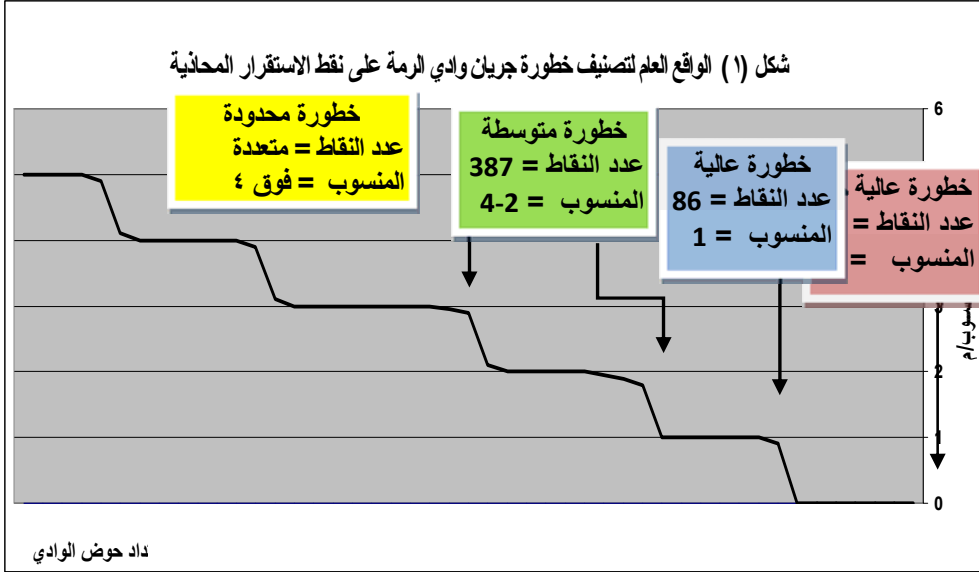 شكل (١) الواقع العام لتصنيف خطورة جريان وادي الرمة على نقط الاستقرار المحاذية
خطورة عالية
عدد النقاط =
المنسوب =
خطورة عالية
عدد النقاط = 86
المنسوب = 1
خطورة متوسطة
عدد النقاط = 387
المنسوب = 2-4
خطورة محدودة
عدد النقاط = متعددة
المنسوب = فوق ٤
6
3
2
1
0
سوب/م
داد حوض الوادي